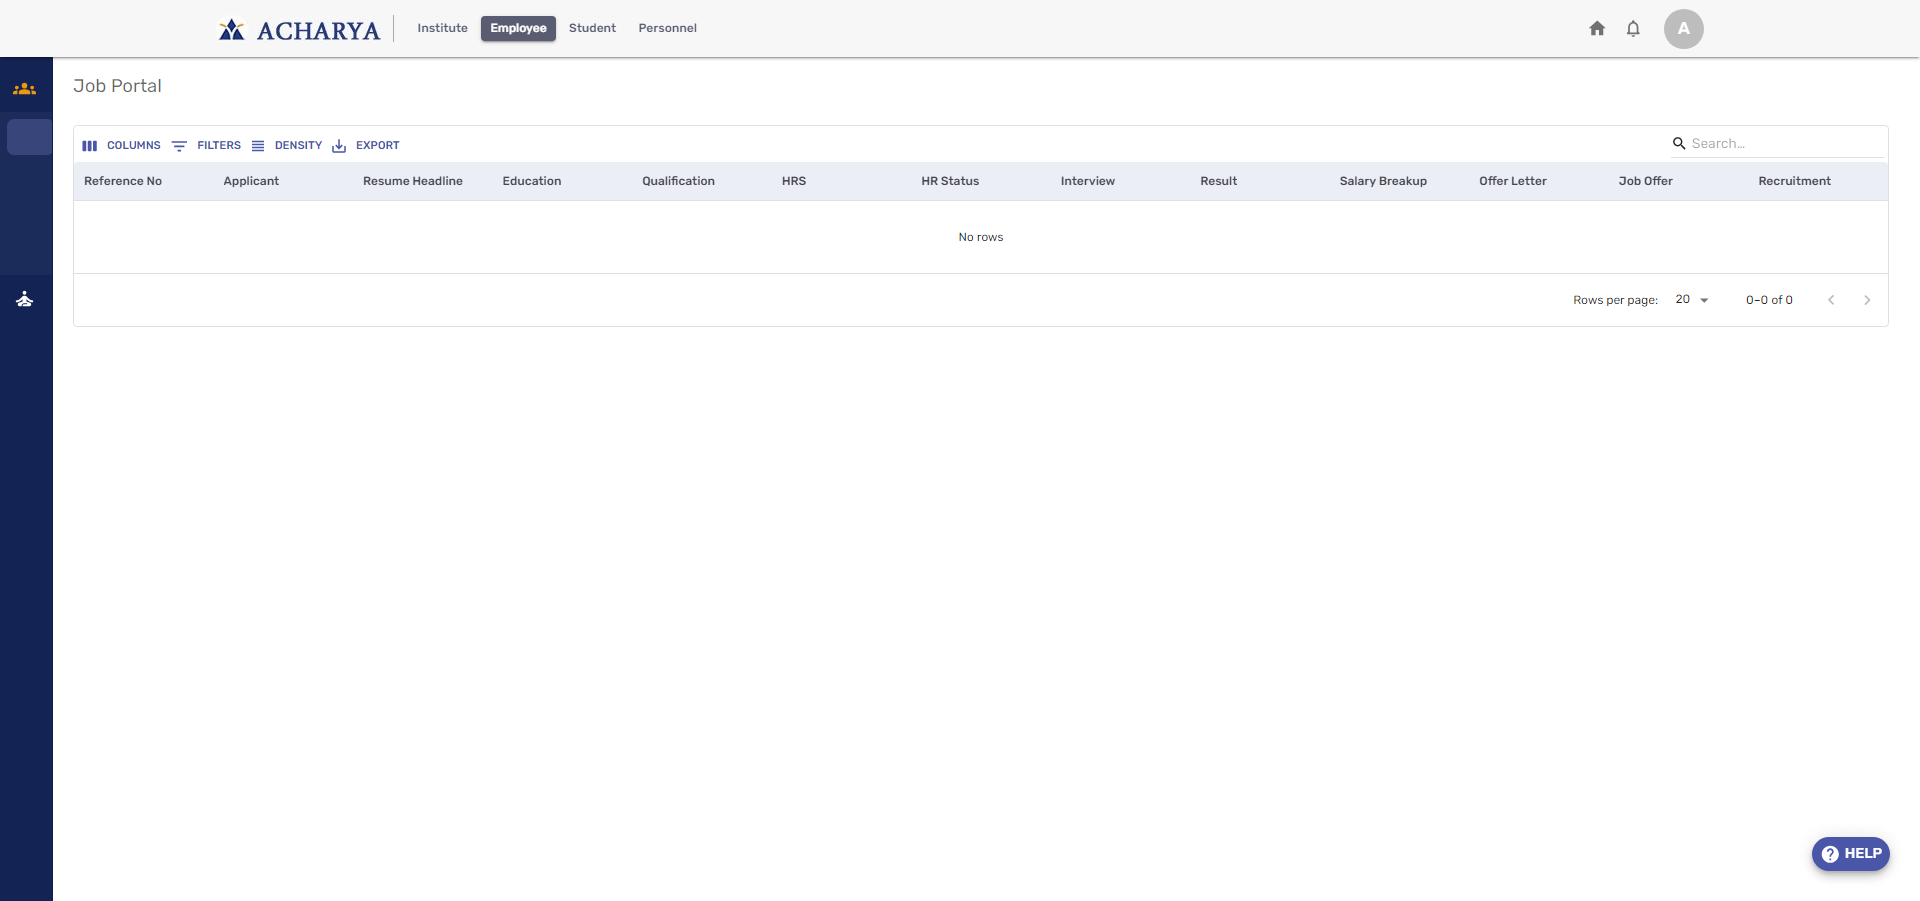 ACHARYA Institute Employee Student Personnel A
Job Portal
COLUMNS FILTERS DENSITY EXPORT Search…
Reference No Applicant Resume Headline Education Qualification HRS HR Status Interview Result Salary Breakup Offer Letter Job Offer Recruitment
No rows
Rows per page: 20 0–0 of 0
HELP